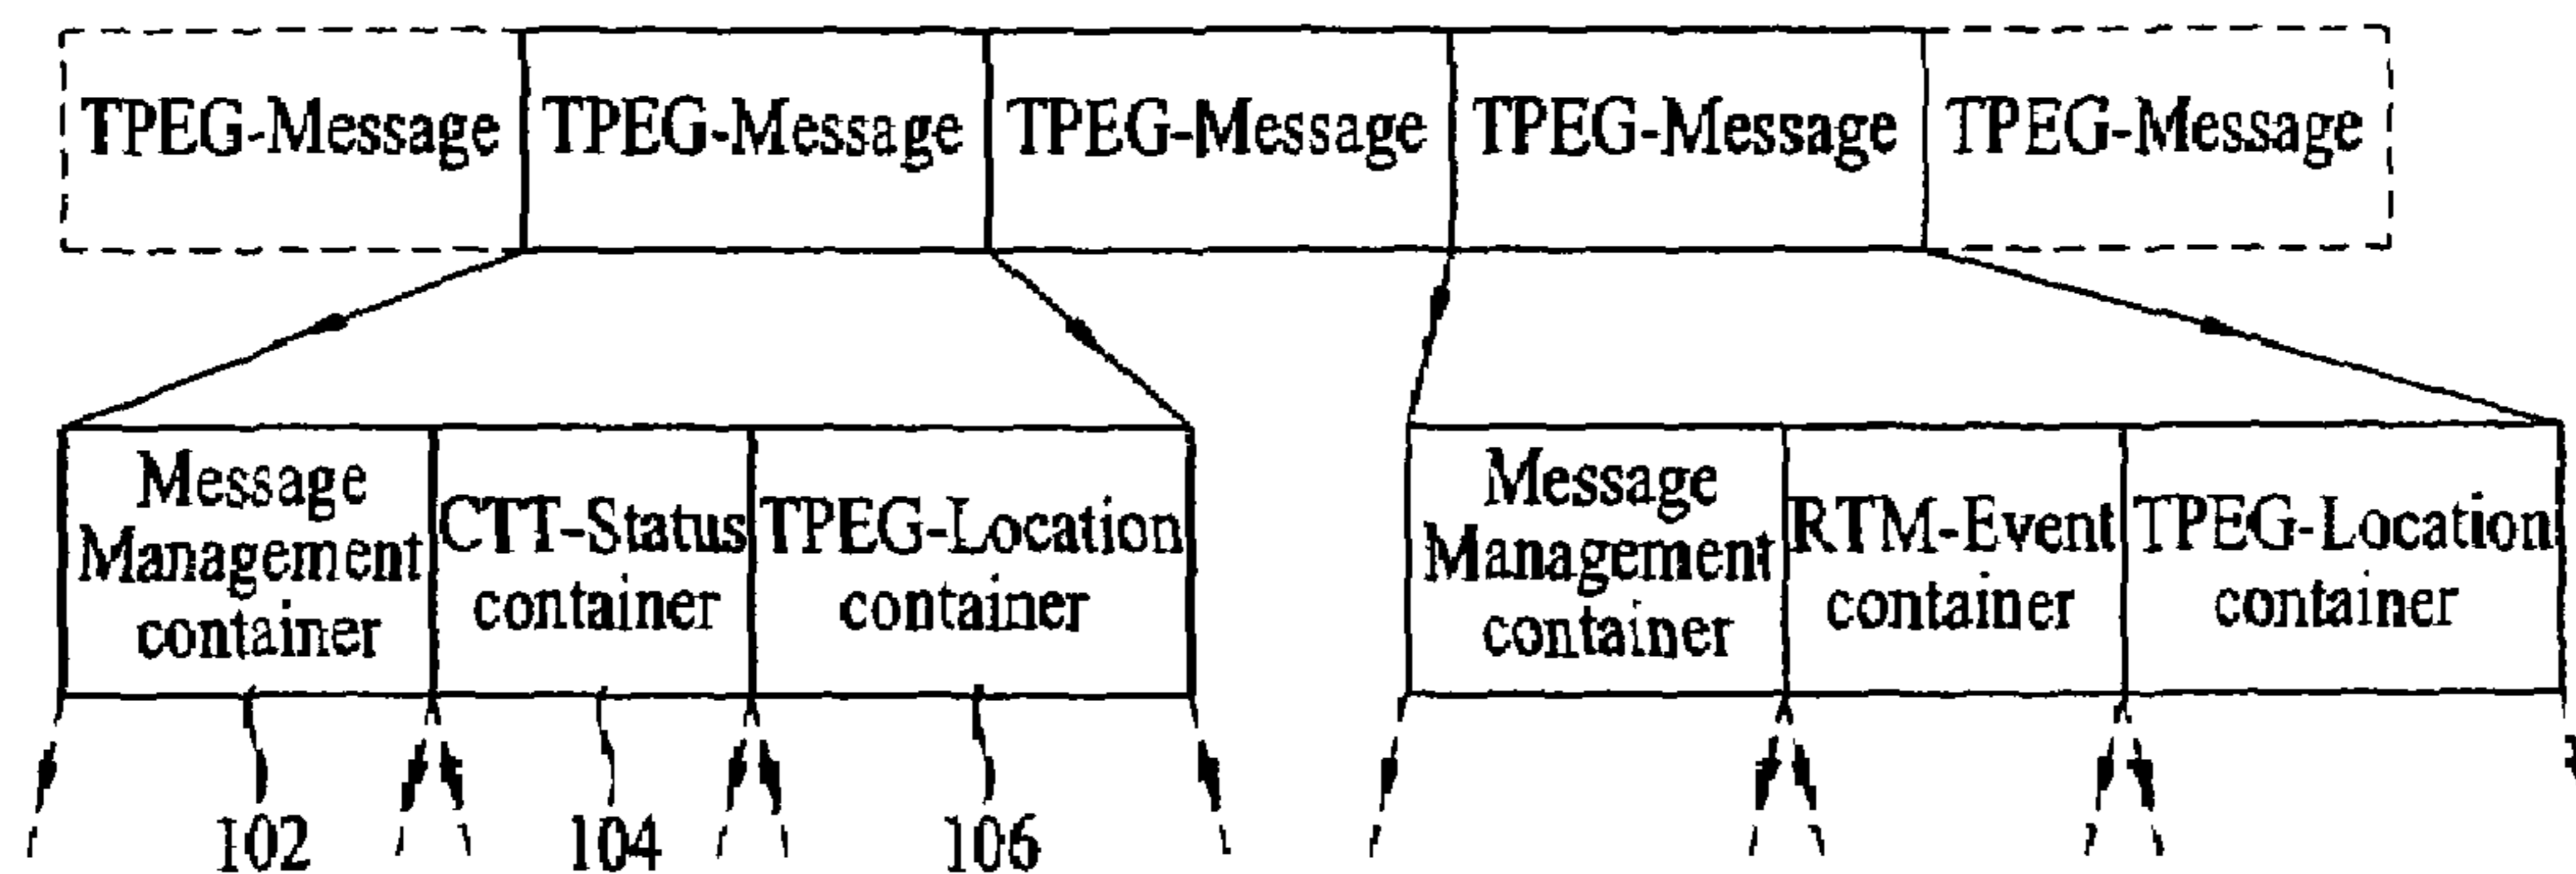 TPEG-Message TPEG-Message TPEG-Message TPEG-Message TPEG-Message
Message
Management
container
CTT-Status
container
TPEG-Location
container
Message
Management
container
RTM-Event
container
TPEG-Location
container
102 104 106